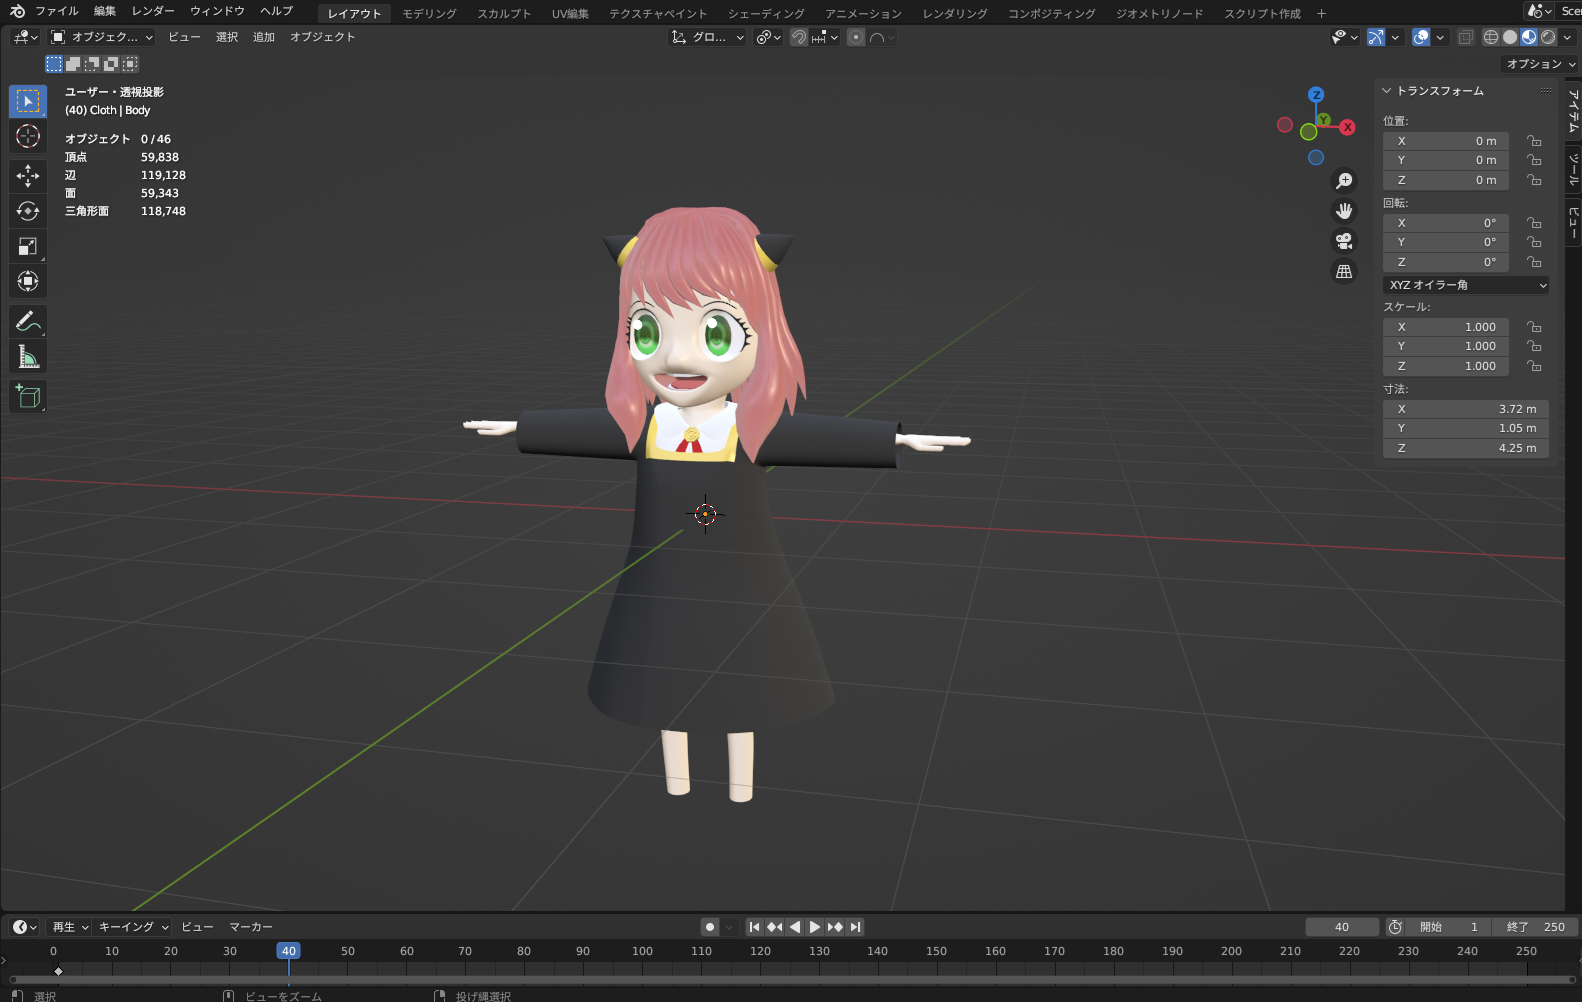 ファイル 編集 レンダー ウィンドウ ヘルプ レイアウト モデリング スカルプト UV編集 テクスチャペイント シェーディング アニメーション レンダリング コンポジティング ジオメトリノード スクリプト作成 + Scen
オブジェク... ビュー 選択 追加 オブジェクト グロ...
オプション
ユーザー・透視投影
(40) Cloth | Body
オブジェクト 0 / 46
頂点 59,838
辺 119,128
面 59,343
三角形面 118,748
Z
Y
X
トランスフォーム
位置:
X 0 m
Y 0 m
Z 0 m
回転:
X 0°
Y 0°
Z 0°
XYZ オイラー角
スケール:
X 1.000
Y 1.000
Z 1.000
寸法:
X 3.72 m
Y 1.05 m
Z 4.25 m
アイテム
ツール
ビュー
再生 キーイング ビュー マーカー 40 開始 1 終了 250
0 10 20 30 40 50 60 70 80 90 100 110 120 130 140 150 160 170 180 190 200 210 220 230 240 250
選択 ビューをズーム 投げ縄選択